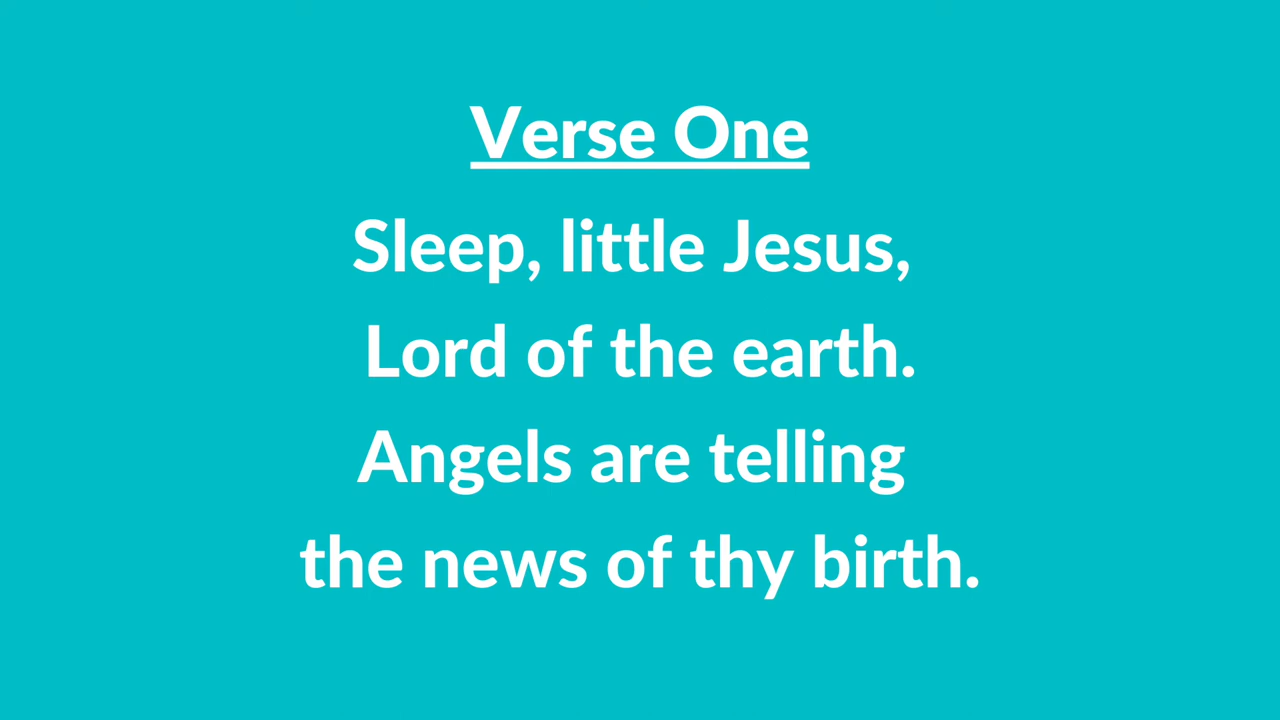 Verse One
Sleep, little Jesus,
Lord of the earth.
Angels are telling
the news of thy birth.